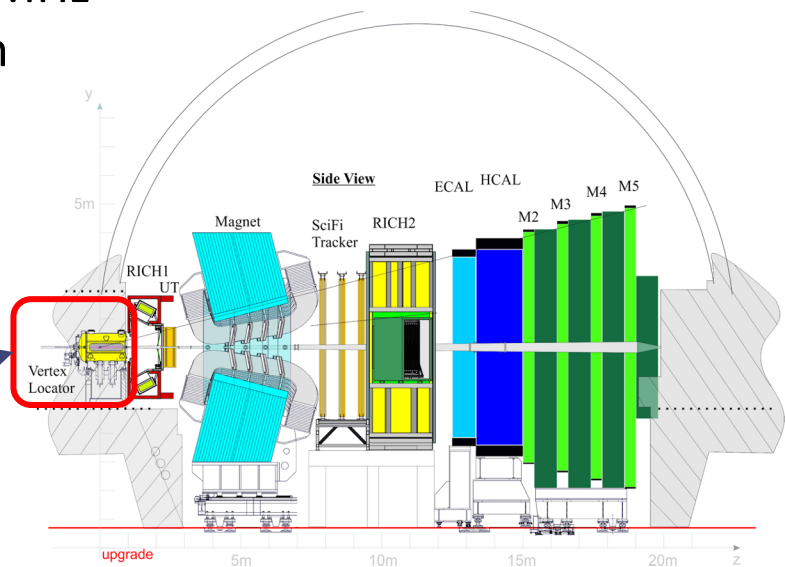 y
5m
Side View
ECAL
HCAL
M2
M3
M4
M5
Magnet
SciFi
Tracker
RICH2
RICH1
UT
Vertex
Locator
upgrade
5m
10m
15m
20m
z